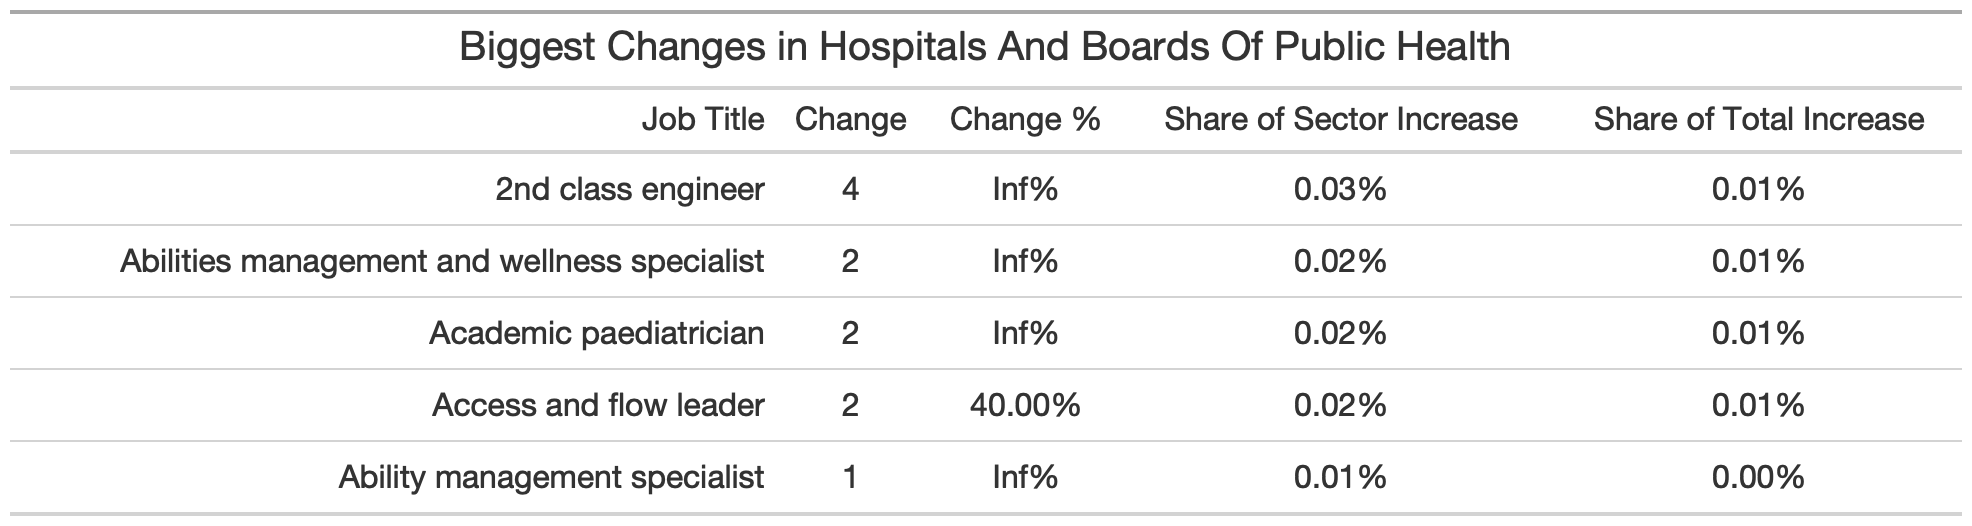 Biggest Changes in Hospitals And Boards Of Public Health
Job Title Change Change % Share of Sector Increase Share of Total Increase
2nd class engineer 4 Inf% 0.03% 0.01%
Abilities management and wellness specialist 2 Inf% 0.02% 0.01%
Academic paediatrician 2 Inf% 0.02% 0.01%
Access and flow leader 2 40.00% 0.02% 0.01%
Ability management specialist 1 Inf% 0.01% 0.00%